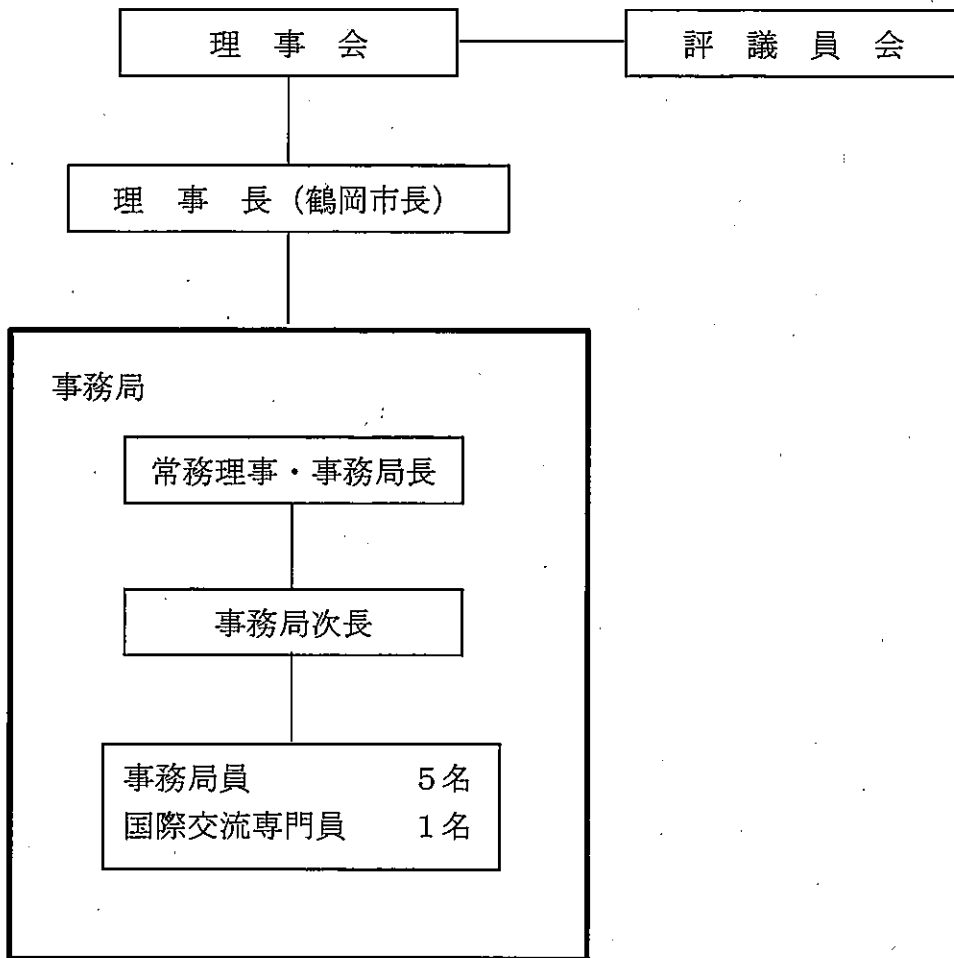 理　事　会
評　議　員　会
理　事　長（鶴岡市長）
事務局
常務理事・事務局長
事務局次長
事務局員　　　　５名
国際交流専門員　　１名